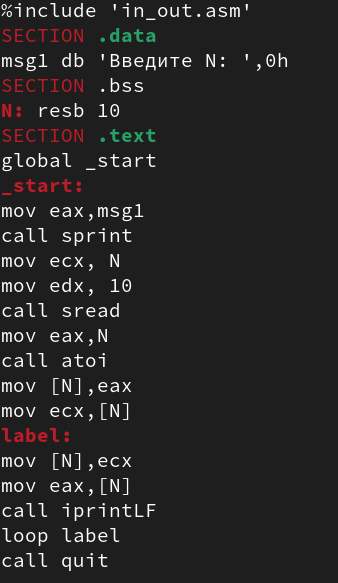 %include 'in_out.asm'
SECTION .data
msg1 db 'Введите N: ',0h
SECTION .bss
N: resb 10
SECTION .text
global _start
_start:
mov eax,msg1
call sprint
mov ecx, N
mov edx, 10
call sread
mov eax,N
call atoi
mov [N],eax
mov ecx,[N]
label:
mov [N],ecx
mov eax,[N]
call iprintLF
loop label
call quit